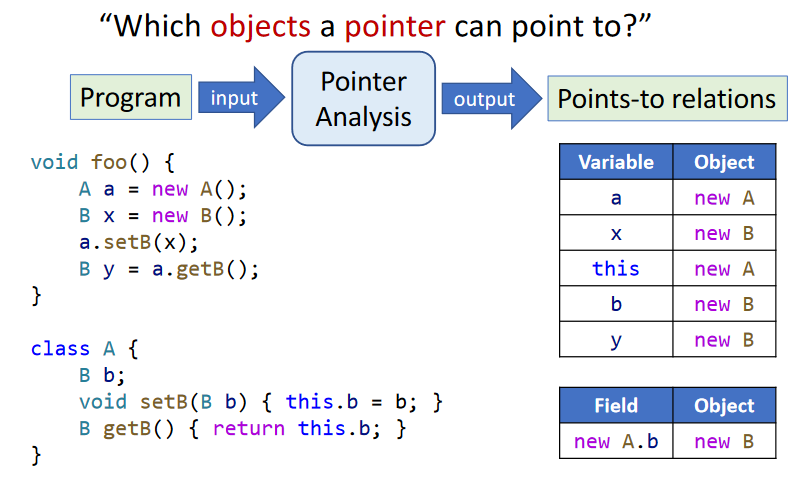 “Which objects a pointer can point to?”
Program
input
Pointer
Analysis
output
Points-to relations
void foo() {
    A a = new A();
    B x = new B();
    a.setB(x);
    B y = a.getB();
}
class A {
    B b;
    void setB(B b) { this.b = b; }
    B getB() { return this.b; }
}
Variable Object
a new A
x new B
this new A
b new B
y new B
Field Object
new A.b new B